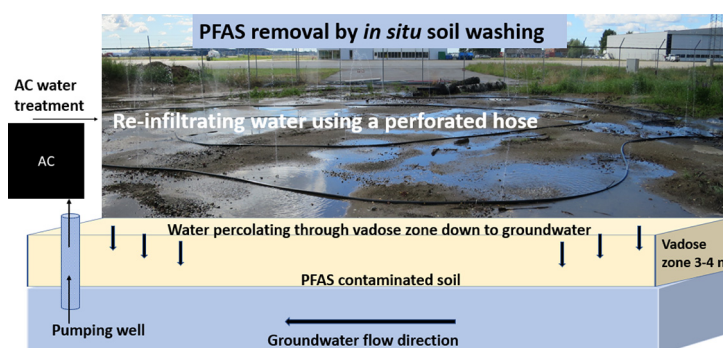 PFAS removal by in situ soil washing
AC water
treatment
Re-infiltrating water using a perforated hose
AC
Water percolating through vadose zone down to groundwater
Vadose
zone 3-4 m
PFAS contaminated soil
Pumping well
Groundwater flow direction